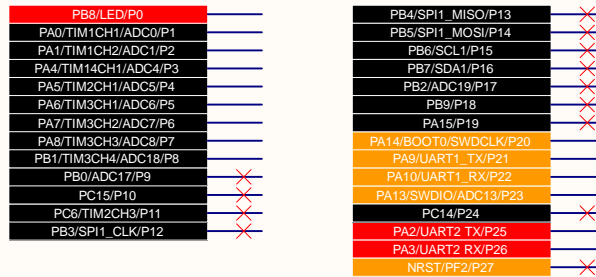 PB8/LED/P0
PA0/TIM1CH1/ADC0/P1
PA1/TIM1CH2/ADC1/P2
PA4/TIM14CH1/ADC4/P3
PA5/TIM2CH1/ADC5/P4
PA6/TIM3CH1/ADC6/P5
PA7/TIM3CH2/ADC7/P6
PA8/TIM3CH3/ADC8/P7
PB1/TIM3CH4/ADC18/P8
PB0/ADC17/P9
PC15/P10
PC6/TIM2CH3/P11
PB3/SPI1_CLK/P12
PB4/SPI1_MISO/P13
PB5/SPI1_MOSI/P14
PB6/SCL1/P15
PB7/SDA1/P16
PB2/ADC19/P17
PB9/P18
PA15/P19
PA14/BOOT0/SWDCLK/P20
PA9/UART1_TX/P21
PA10/UART1_RX/P22
PA13/SWDIO/ADC13/P23
PC14/P24
PA2/UART2 TX/P25
PA3/UART2 RX/P26
NRST/PF2/P27